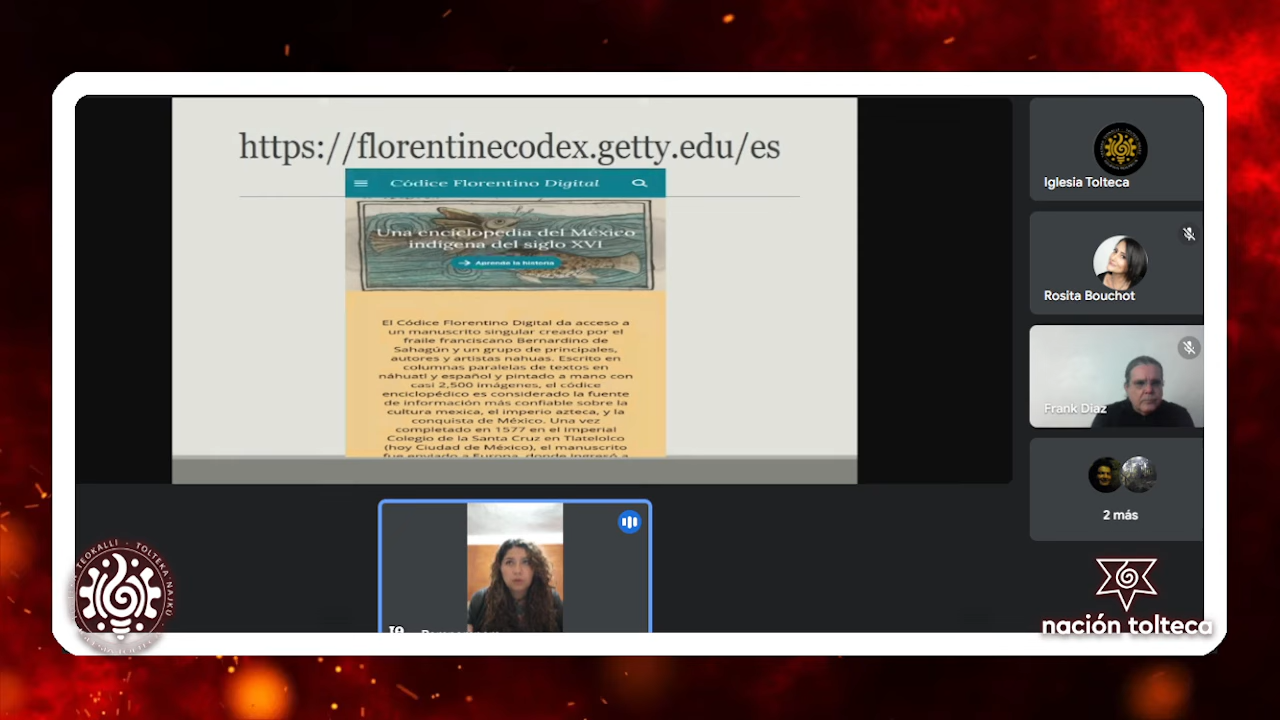 https://florentinecodex.getty.edu/es
Códice Florentino Digital
Una enciclopedia del México
indígena del siglo XVI
Aprende la historia
El Códice Florentino Digital da acceso a
un manuscrito singular creado por el
fraile franciscano Bernardino de
Sahagún y un grupo de principales,
autores y artistas nahuas. Escrito en
columnas paralelas de textos en
náhuatl y español y pintado a mano con
casi 2,500 imágenes, el códice
enciclopédico es considerado la fuente
de información más confiable sobre la
cultura mexica, el imperio azteca, y la
conquista de México. Una vez
completado en 1577 en el imperial
Colegio de la Santa Cruz en Tlatelolco
(hoy Ciudad de México), el manuscrito
fue enviado a Europa, donde ingresó a
Iglesia Tolteca
Rosita Bouchot
Frank Diaz
2 más
TEOKALLI · TOLTEKA NAJKU
nación tolteca